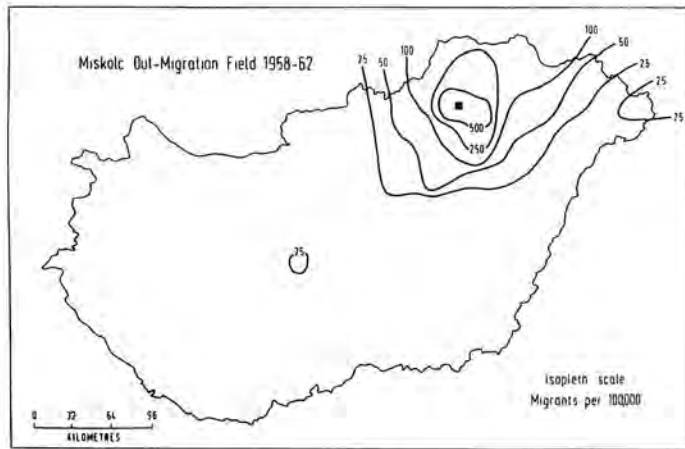 Miskolc Out-Migration Field 1958-62
100
50
25
25
25
25
50
100
500
250
25
Isopleth scale
Migrants per 100,000
0 32 64 96
KILOMETRES